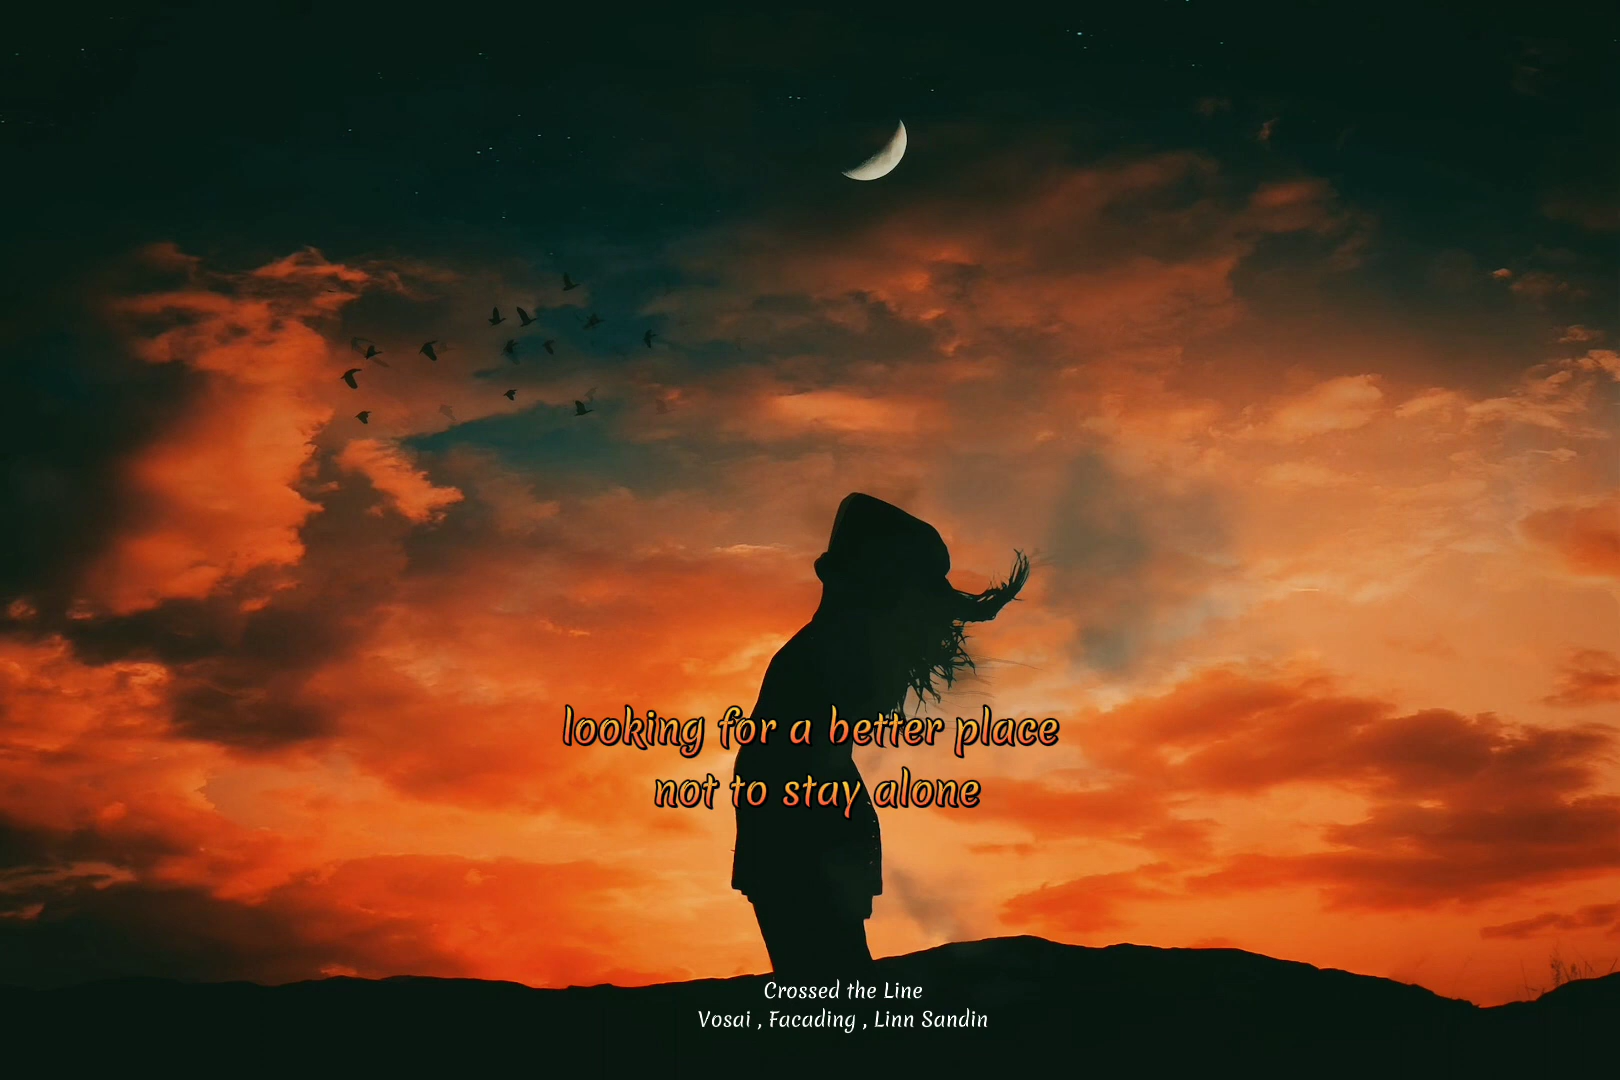 looking for a better place
not to stay alone
Crossed the Line
Vosai , Facading , Linn Sandin